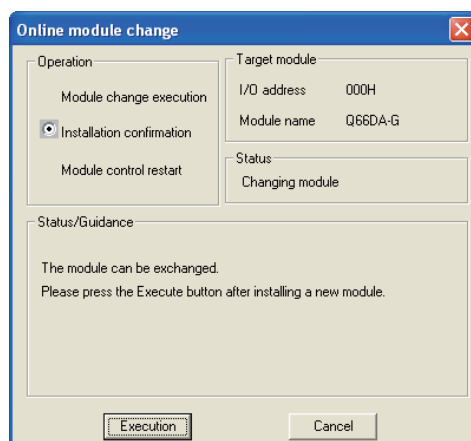 Online module change
Operation
Module change execution
Installation confirmation
Module control restart
Target module
I/O address 000H
Module name Q66DA-G
Status
Changing module
Status/Guidance
The module can be exchanged.
Please press the Execute button after installing a new module.
Execution
Cancel